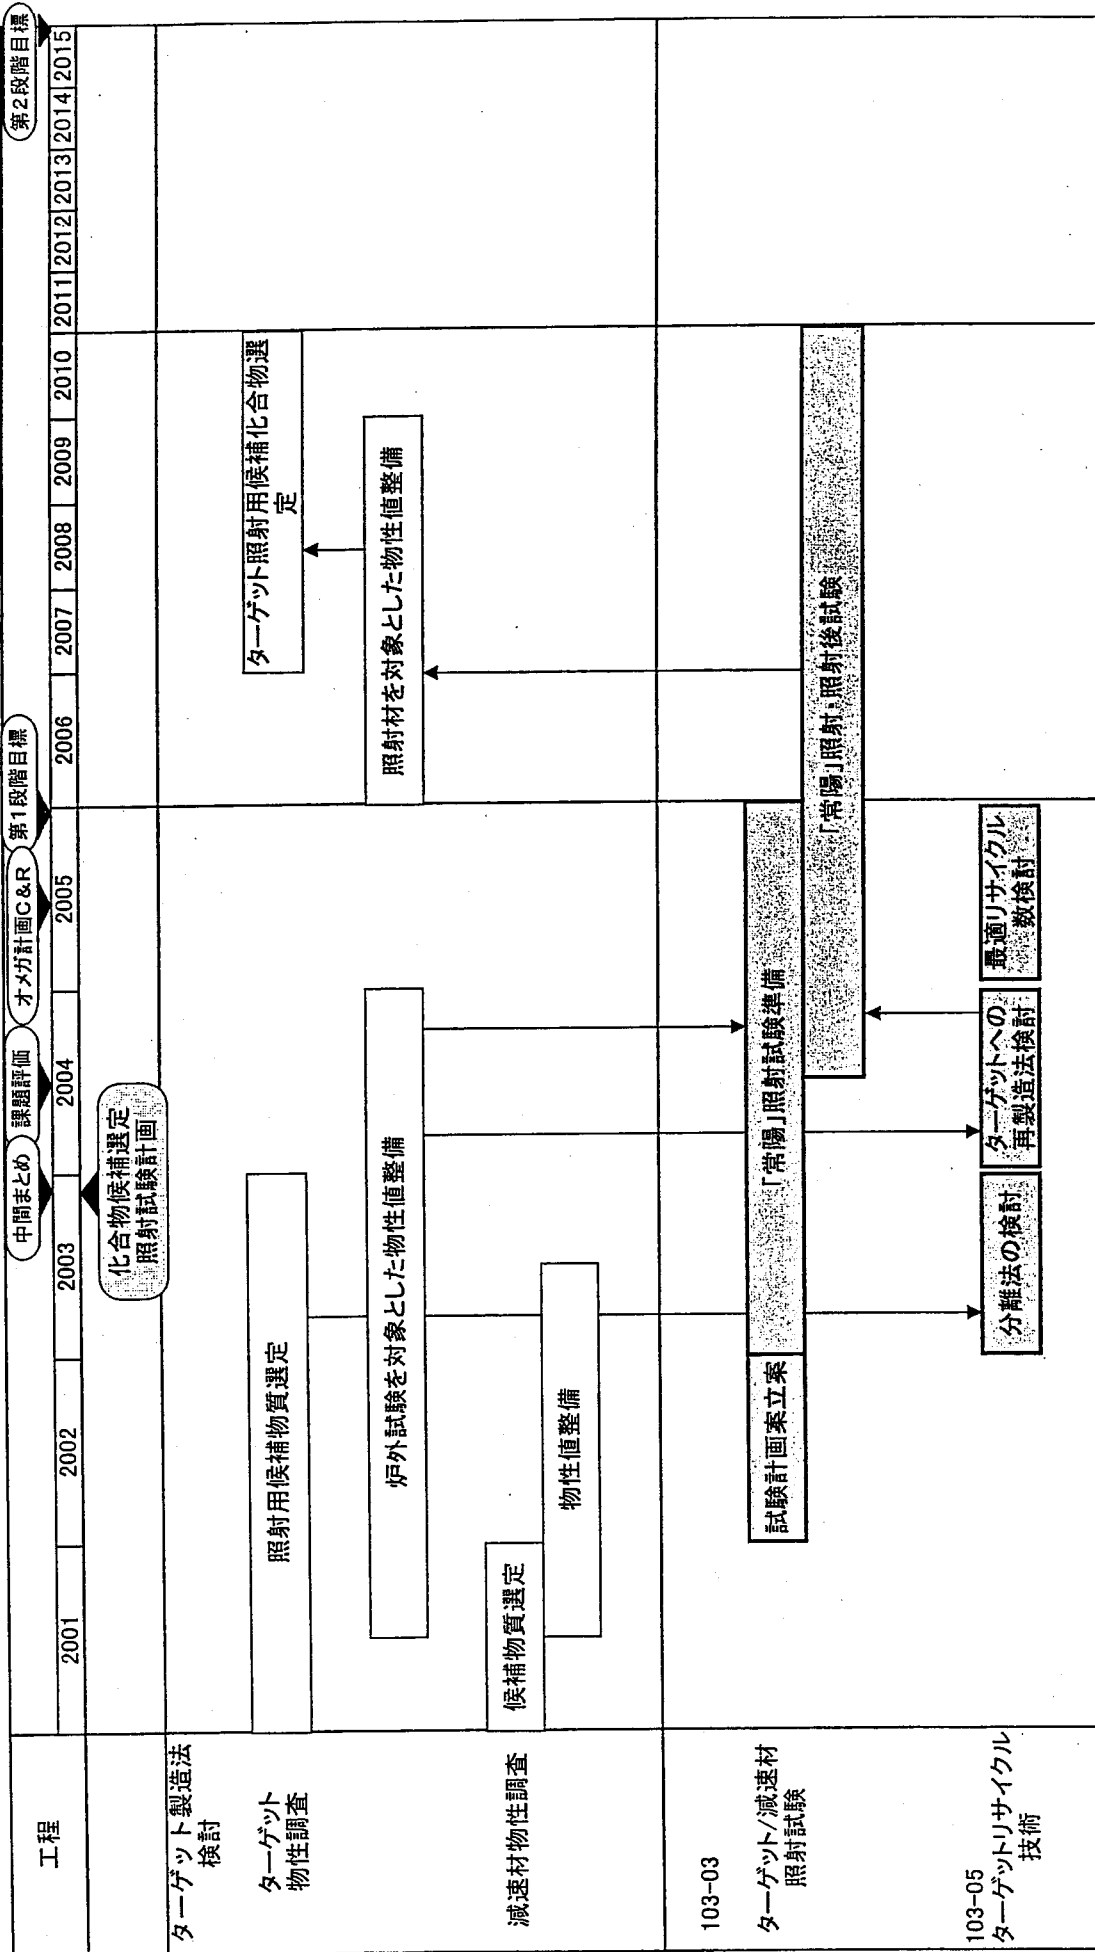 工程
中間まとめ
課題評価
オメガ計画C&R
第1段階目標
第2段階目標
2001
2002
2003
2004
2005
2006
2007
2008
2009
2010
2011
2012
2013
2014
2015
化合物候補選定
照射試験計画
ターゲット製造法
検討
ターゲット
物性調査
照射用候補物質選定
ターゲット照射用候補化合物選
定
炉外試験を対象とした物性値整備
照射材を対象とした物性値整備
減速材物性調査
候補物質選定
物性値整備
103-03
ターゲット/減速材
照射試験
試験計画案立案
「常陽」照射試験準備
「常陽」照射・照射後試験
103-05
ターゲットリサイクル
技術
分離法の検討
ターゲットへの
再製造法検討
最適リサイクル
数検討